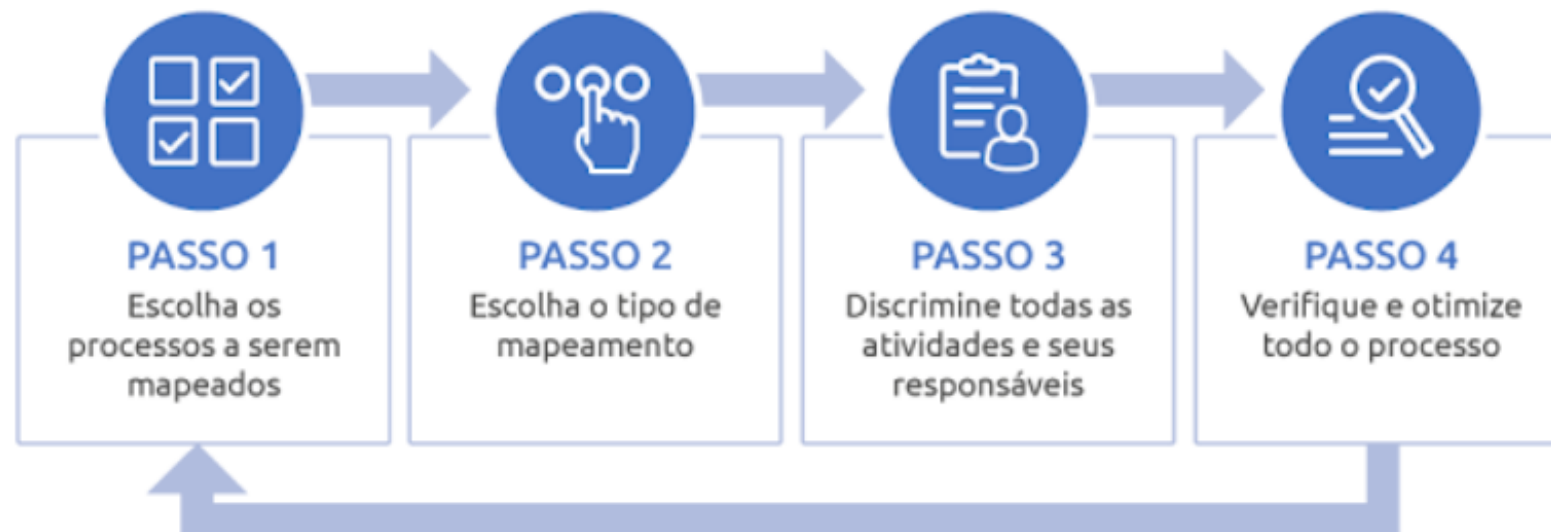 PASSO 1
Escolha os
processos a serem
mapeados
PASSO 2
Escolha o tipo de
mapeamento
PASSO 3
Discrimine todas as
atividades e seus
responsáveis
PASSO 4
Verifique e otimize
todo o processo